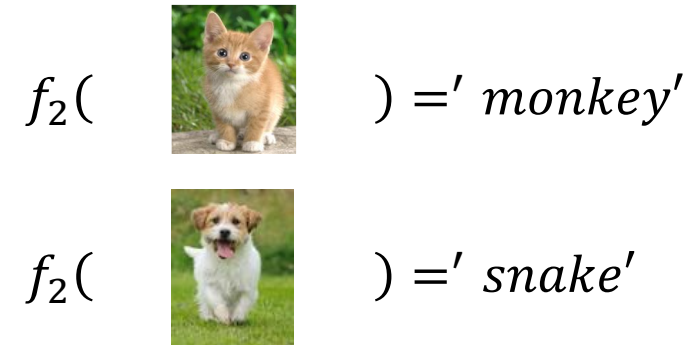 f₂( ) =′ monkey′
f₂( ) =′ snake′